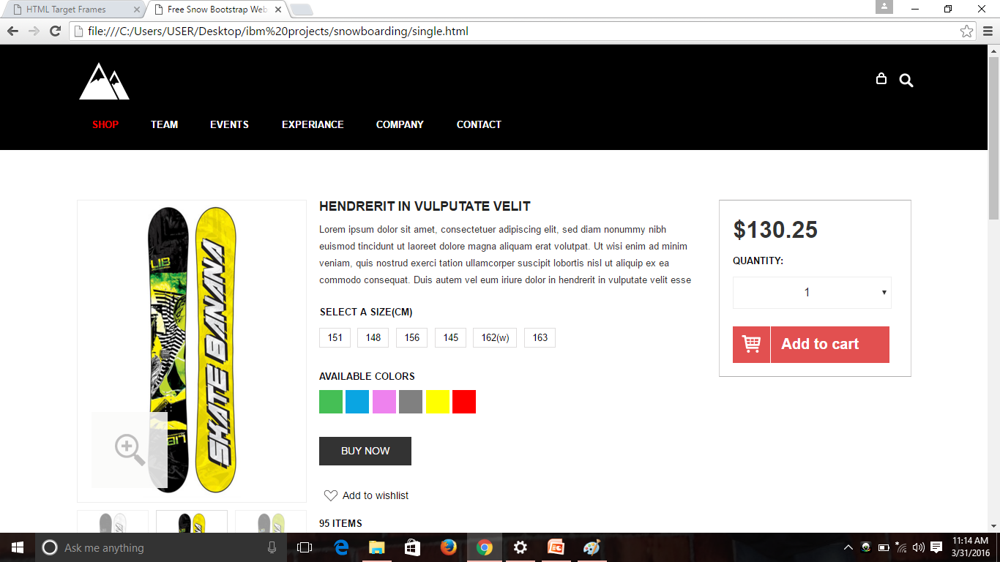 HTML Target Frames
Free Snow Bootstrap Web
file:///C:/Users/USER/Desktop/ibm%20projects/snowboarding/single.html
SHOP TEAM EVENTS EXPERIANCE COMPANY CONTACT
HENDRERIT IN VULPUTATE VELIT
Lorem ipsum dolor sit amet, consectetuer adipiscing elit, sed diam nonummy nibh
euismod tincidunt ut laoreet dolore magna aliquam erat volutpat. Ut wisi enim ad minim
veniam, quis nostrud exerci tation ullamcorper suscipit lobortis nisl ut aliquip ex ea
commodo consequat. Duis autem vel eum iriure dolor in hendrerit in vulputate velit esse
SELECT A SIZE(CM)
151 148 156 145 162(w) 163
AVAILABLE COLORS
BUY NOW
Add to wishlist
95 ITEMS
$130.25
QUANTITY:
1
Add to cart
LIB
SKATE BANANA
LIB
Ask me anything
11:14 AM
3/31/2016